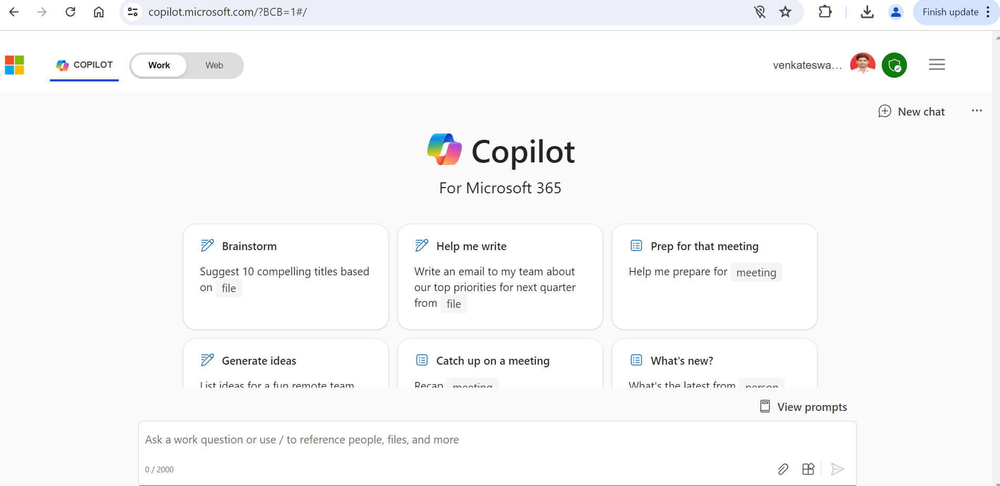 copilot.microsoft.com/?BCB=1#/
Finish update
COPILOT
Work
Web
venkateswa...
New chat
Copilot
For Microsoft 365
Brainstorm
Suggest 10 compelling titles based
on file
Help me write
Write an email to my team about
our top priorities for next quarter
from file
Prep for that meeting
Help me prepare for meeting
Generate ideas
List ideas for a fun remote team
Catch up on a meeting
Recap meeting
What's new?
What's the latest from person
View prompts
Ask a work question or use / to reference people, files, and more
0 / 2000